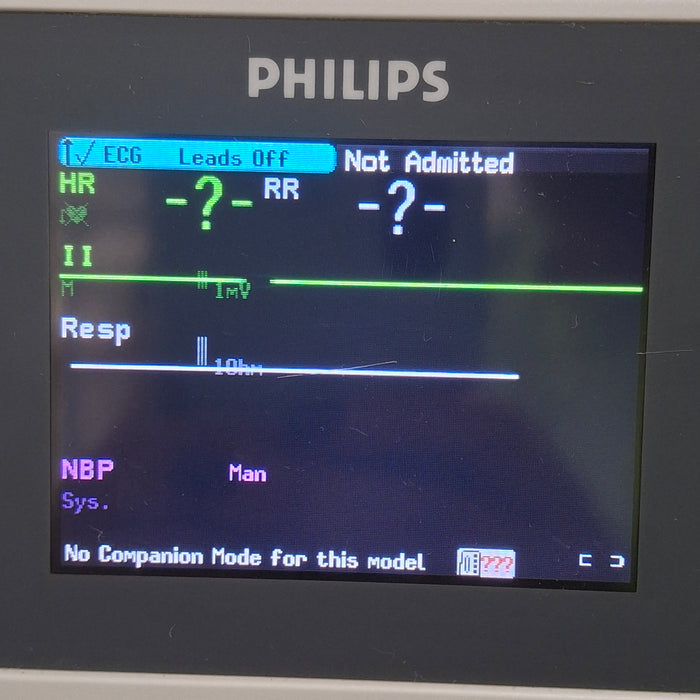 PHILIPS
ECG Leads Off Not Admitted
HR -?- RR -?-
II
M 1mV
Resp
1Ohm
NBP Man
Sys.
No Companion Mode for this model ???